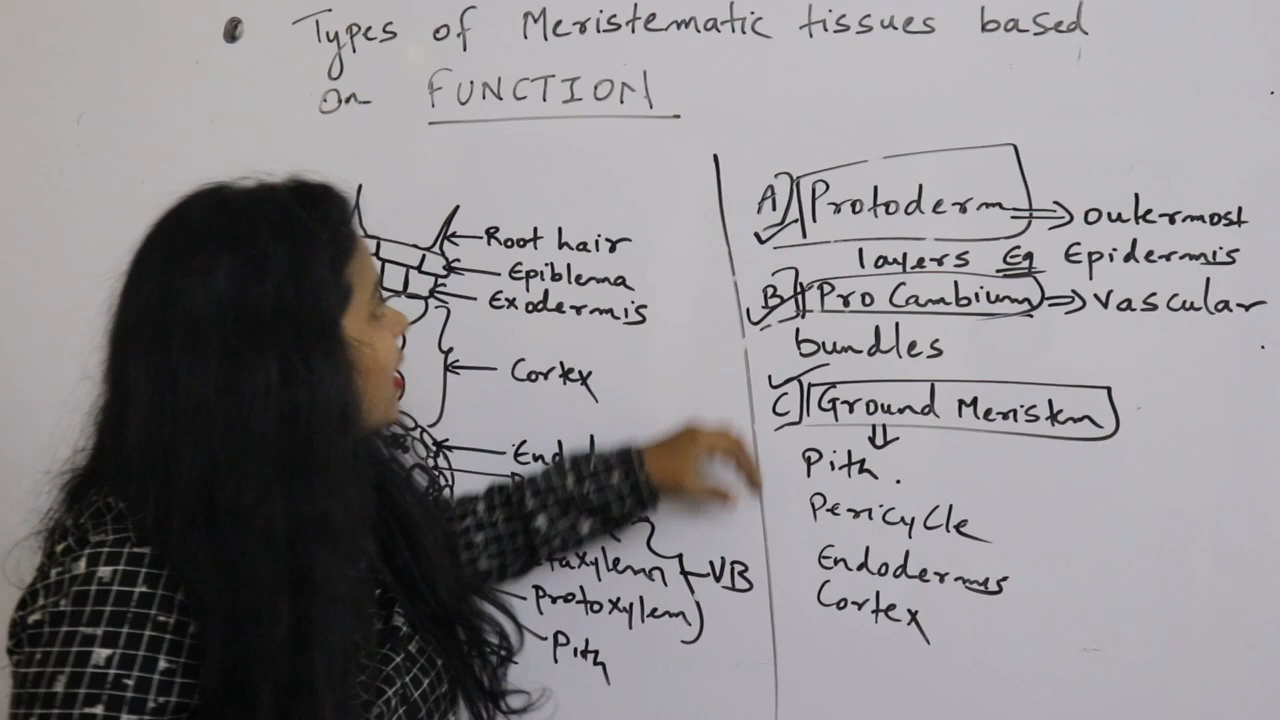 • Types of Meristematic tissues based
on FUNCTION
Root hair
Epiblema
Exodermis
Cortex
Protoxylem
VB
Pith
A) Protoderm => outermost
layers Eg Epidermis
B) Pro Cambium => vascular
bundles
C) Ground Meristem
Pith.
Pericycle
Endodermis
Cortex